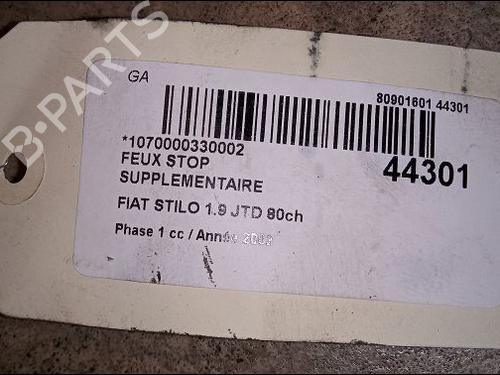 B-PARTS
GA
80901601 44301
*1070000330002
44301
FEUX STOP
SUPPLEMENTAIRE
FIAT STILO 1.9 JTD 80ch
Phase 1 cc / Année